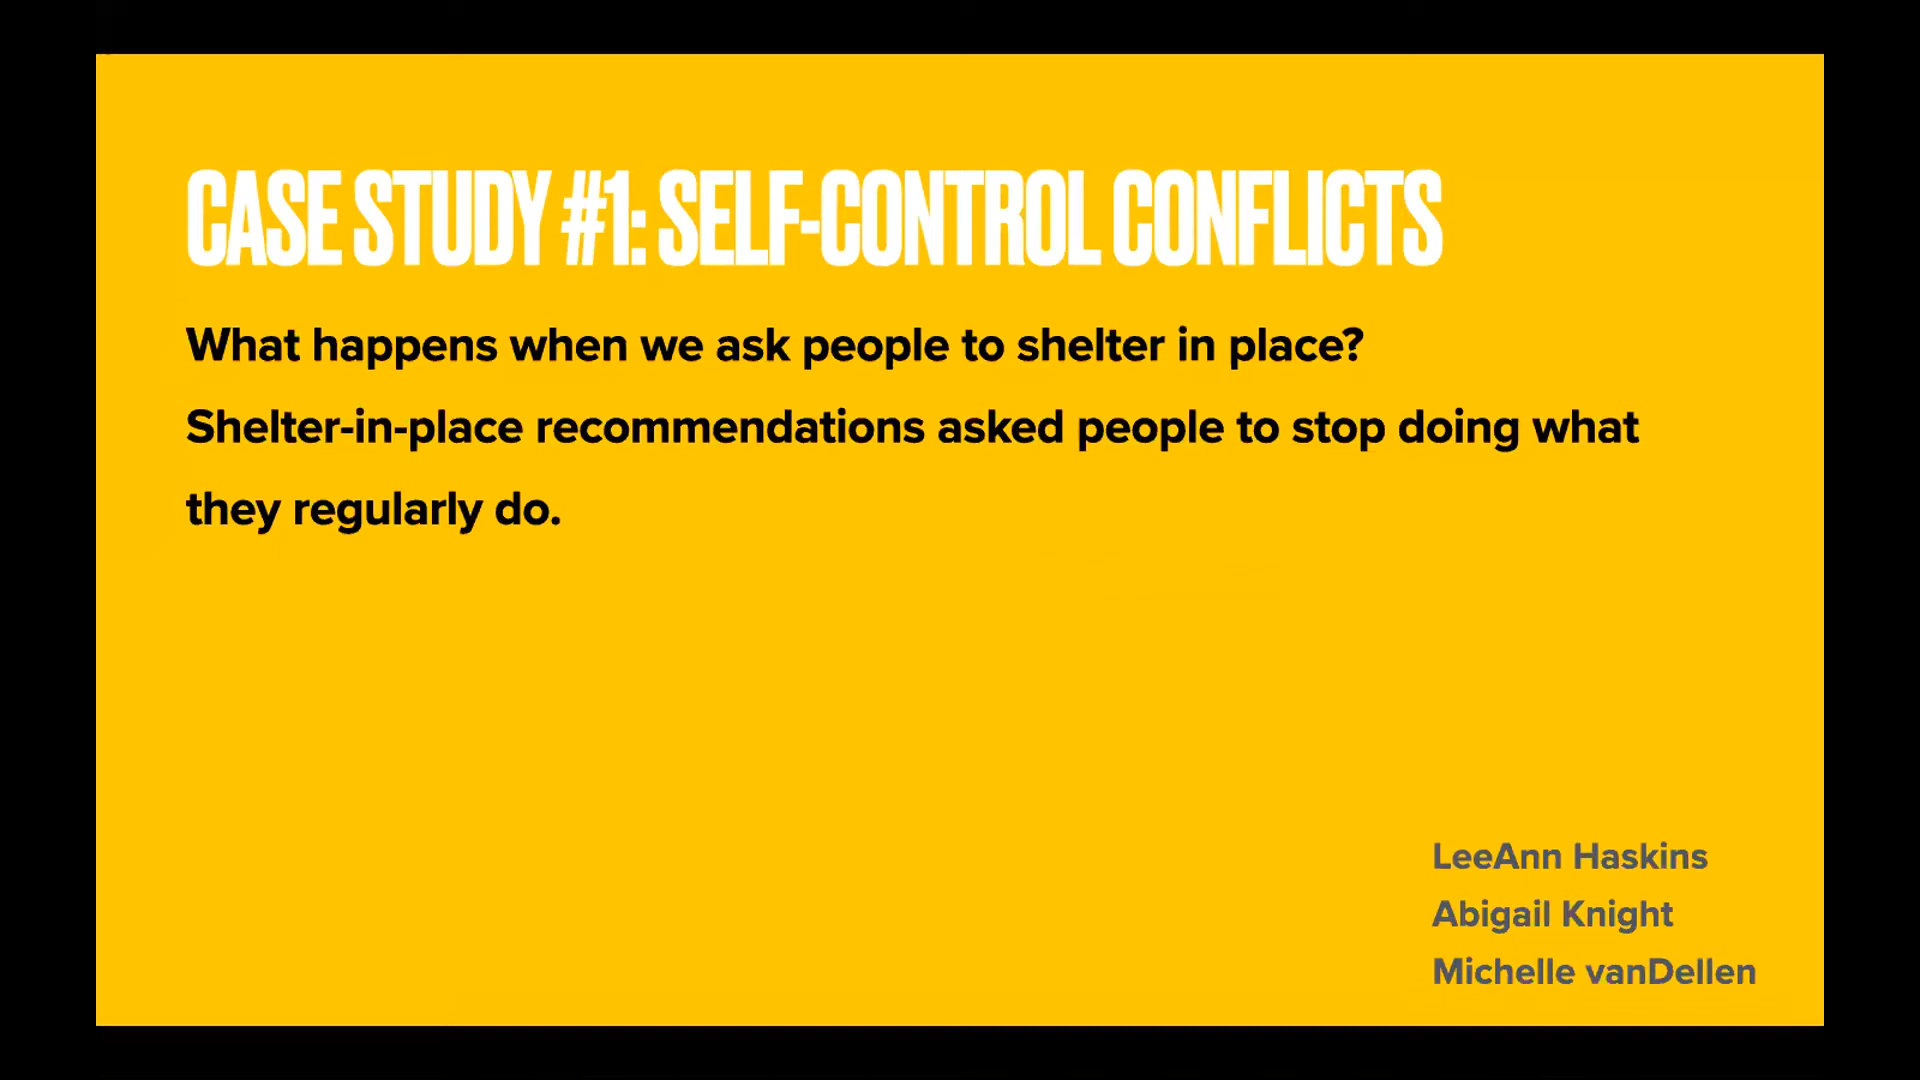 CASE STUDY #1: SELF-CONTROL CONFLICTS
What happens when we ask people to shelter in place?
Shelter-in-place recommendations asked people to stop doing what
they regularly do.
LeeAnn Haskins
Abigail Knight
Michelle vanDellen